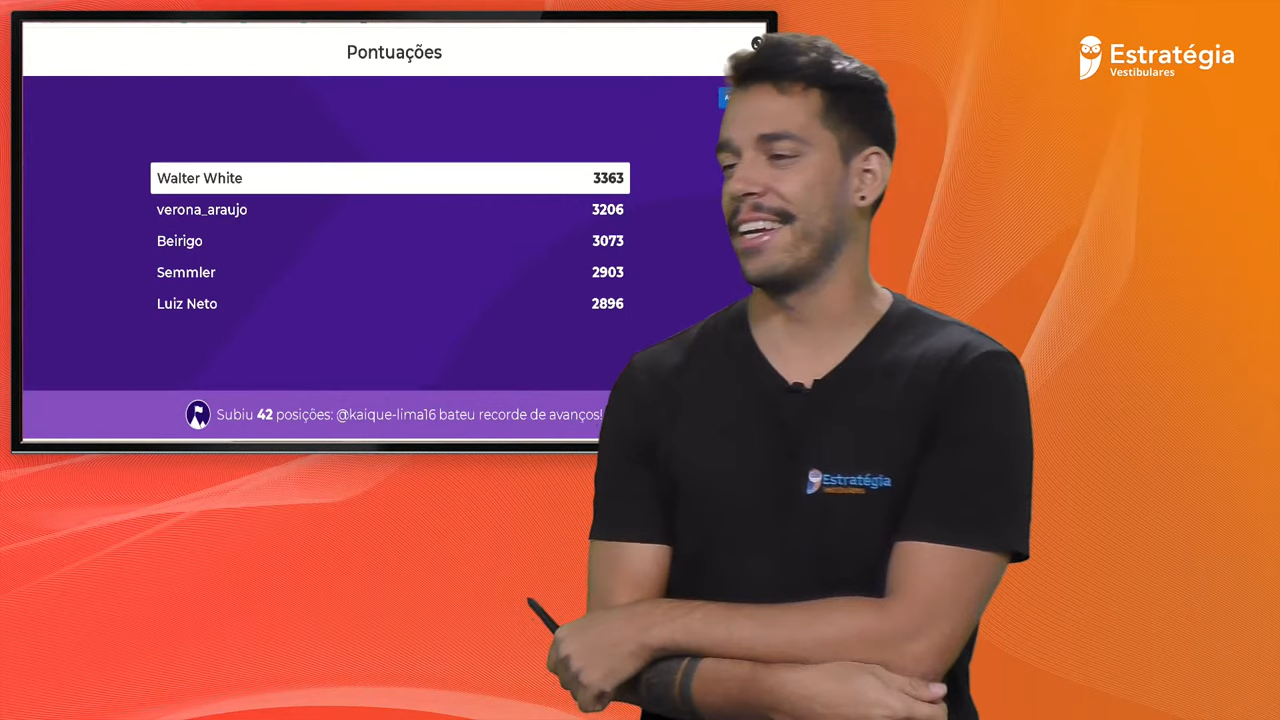 Pontuações
Estratégia
Vestibulares
Walter White 3363
verona_araujo 3206
Beirigo 3073
Semmler 2903
Luiz Neto 2896
Subiu 42 posições: @kaique-lima16 bateu recorde de avanços!
Estratégia
Vestibulares